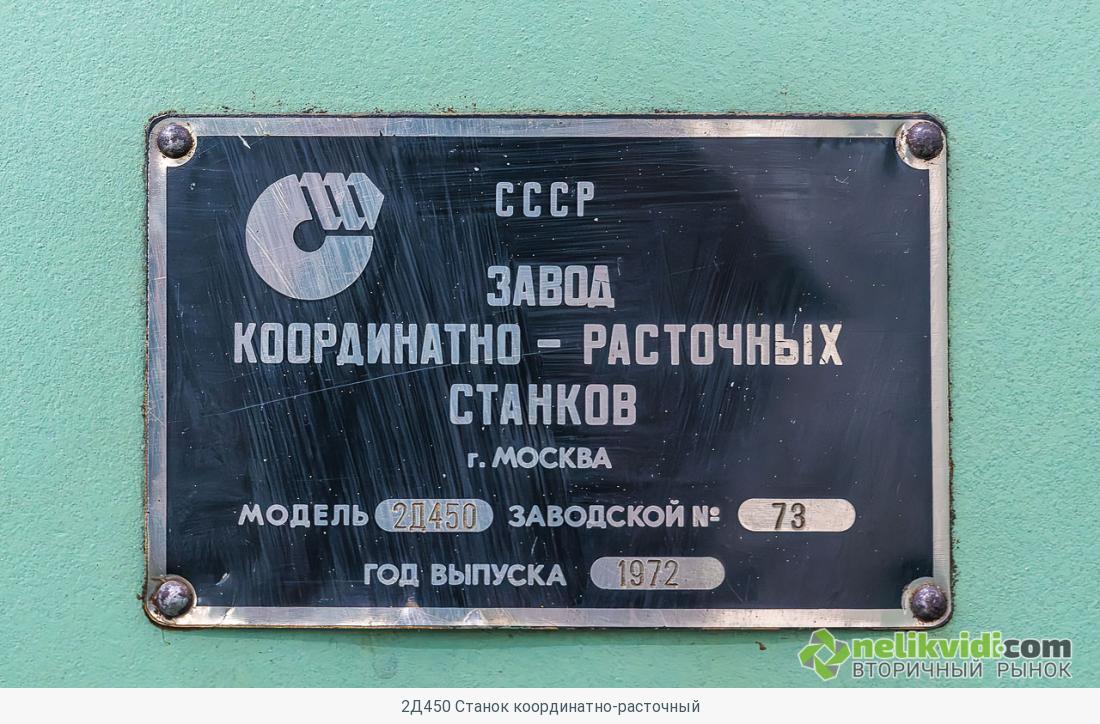 СССР
ЗАВОД
КООРДИНАТНО – РАСТОЧНЫХ
СТАНКОВ
г. МОСКВА
МОДЕЛЬ 2Д450 ЗАВОДСКОЙ № 73
ГОД ВЫПУСКА 1972
nelikvidi.com
ВТОРИЧНЫЙ РЫНОК
2Д450 Станок координатно-расточный